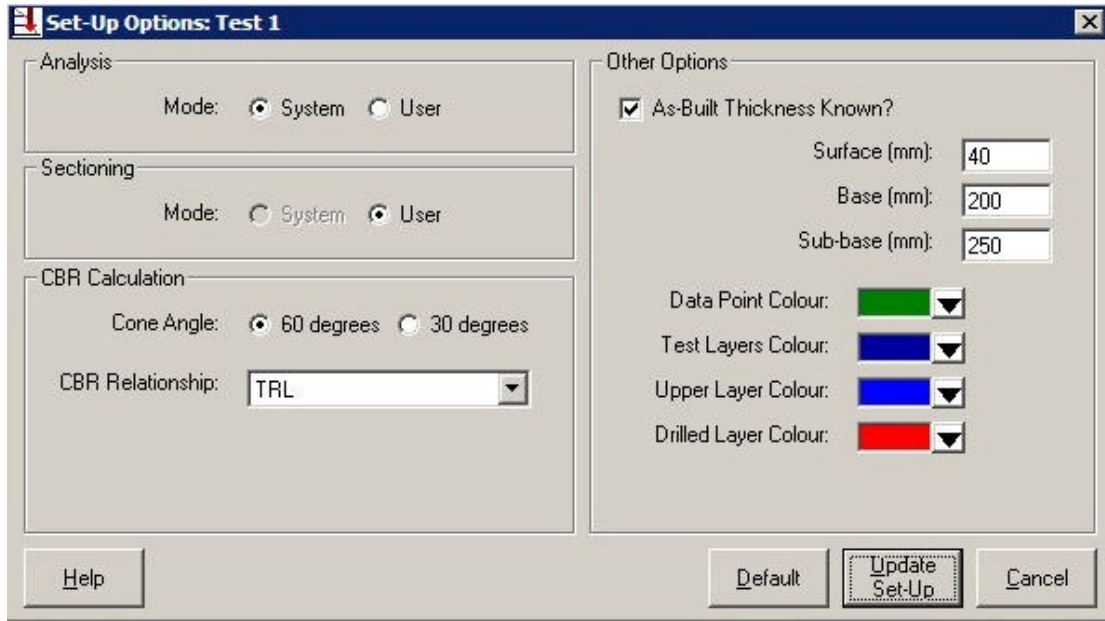 Set-Up Options: Test 1
Analysis
Mode: System User
Sectioning
Mode: System User
CBR Calculation
Cone Angle: 60 degrees 30 degrees
CBR Relationship: TRL
Other Options
As-Built Thickness Known?
Surface (mm): 40
Base (mm): 200
Sub-base (mm): 250
Data Point Colour:
Test Layers Colour:
Upper Layer Colour:
Drilled Layer Colour:
Help
Default
Update
Set-Up
Cancel